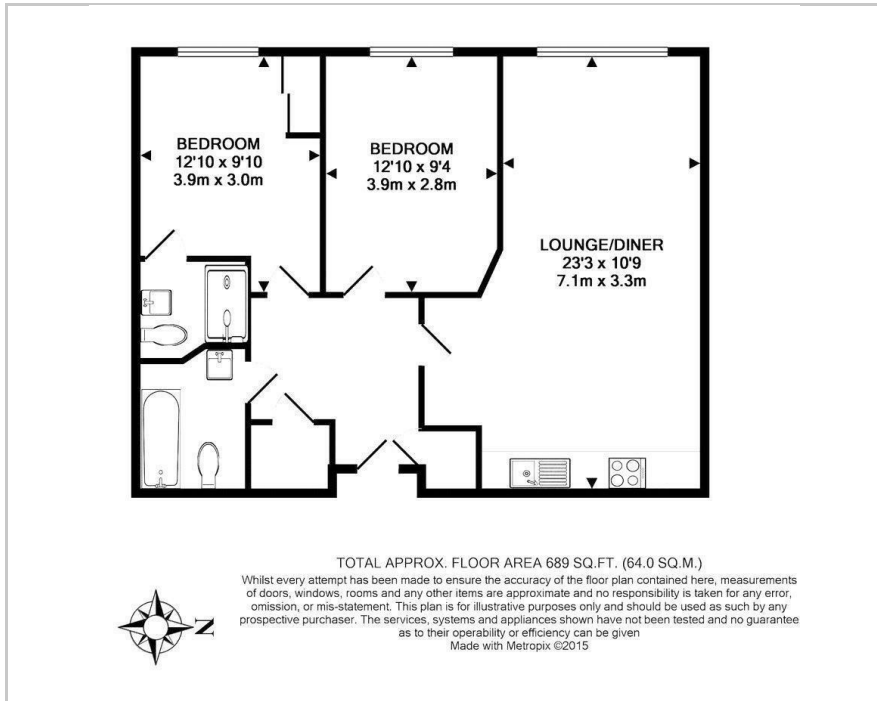 BEDROOM
12'10 x 9'10
3.9m x 3.0m
BEDROOM
12'10 x 9'4
3.9m x 2.8m
LOUNGE/DINER
23'3 x 10'9
7.1m x 3.3m
TOTAL APPROX. FLOOR AREA 689 SQ.FT. (64.0 SQ.M.)
Whilst every attempt has been made to ensure the accuracy of the floor plan contained here, measurements
of doors, windows, rooms and any other items are approximate and no responsibility is taken for any error,
omission, or mis-statement. This plan is for illustrative purposes only and should be used as such by any
prospective purchaser. The services, systems and appliances shown have not been tested and no guarantee
as to their operability or efficiency can be given
Made with Metropix ©2015
N